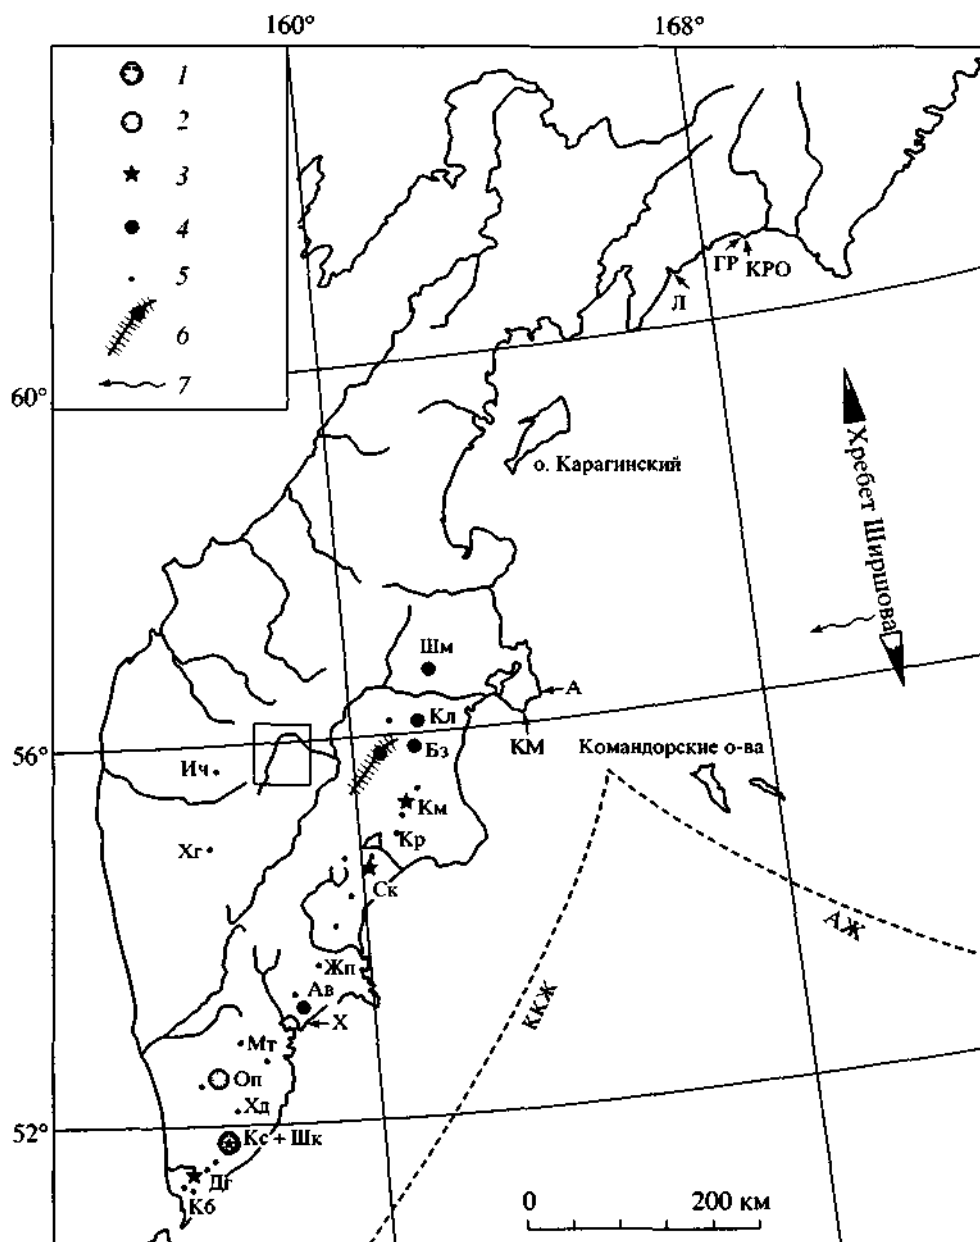 160°
168°
1
2
3
4
5
6
7
60°
ГР
КРО
Л
о. Карагинский
Хребет Ширшова
Шм
А
Кл
КМ
56°
Бз
Командорские о-ва
Ич
Км
Кр
Хг
Ск
АЖ
Жп
Ав
ККЖ
Х
Мт
Оп
Хд
52°
Кс + Шк
Дг
Кб
0
200 км